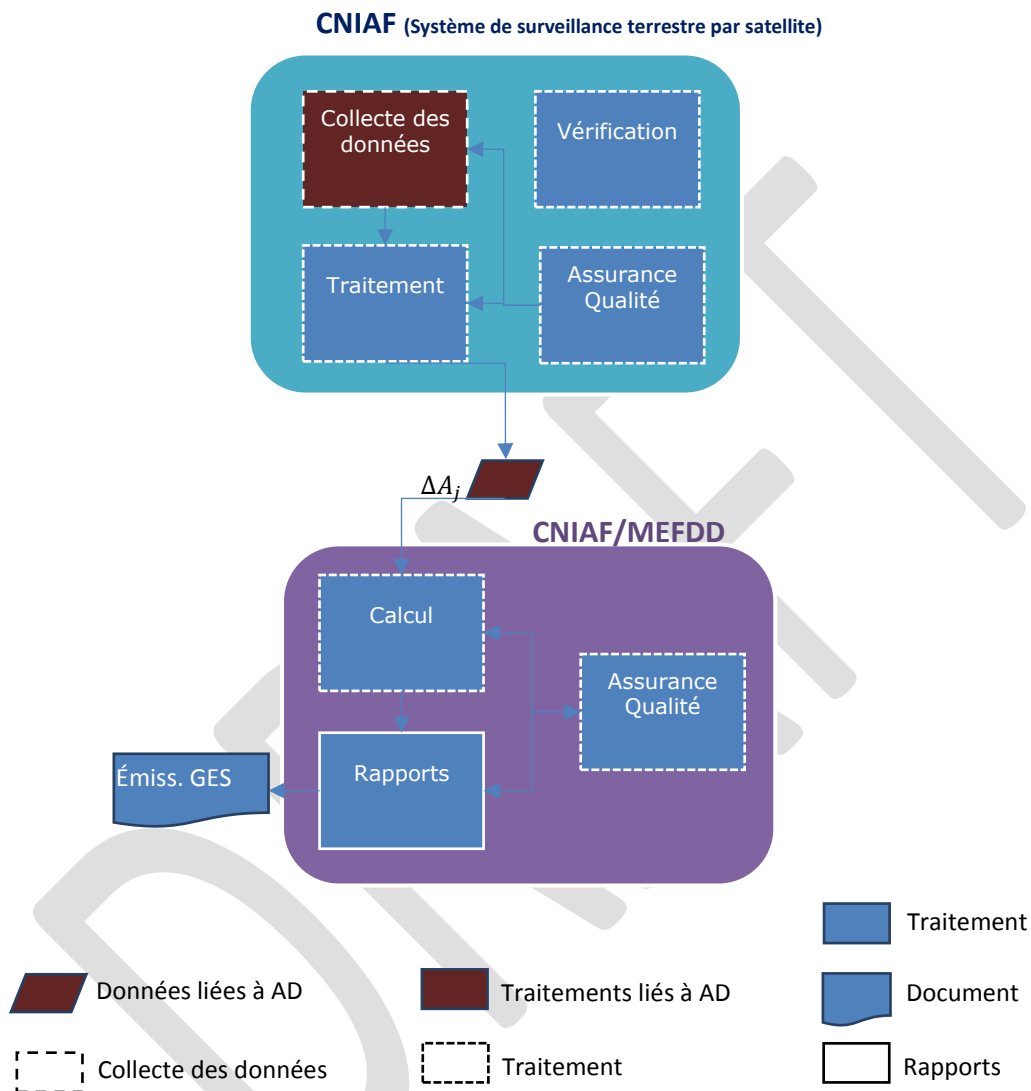 CNIAF (Système de surveillance terrestre par satellite)
Collecte des
données
Vérification
Traitement
Assurance
Qualité
ΔA_j
CNIAF/MEFDD
Calcul
Assurance
Qualité
Rapports
Émiss. GES
Traitement
Données liées à AD
Traitements liés à AD
Document
Collecte des données
Traitement
Rapports
DRAFT